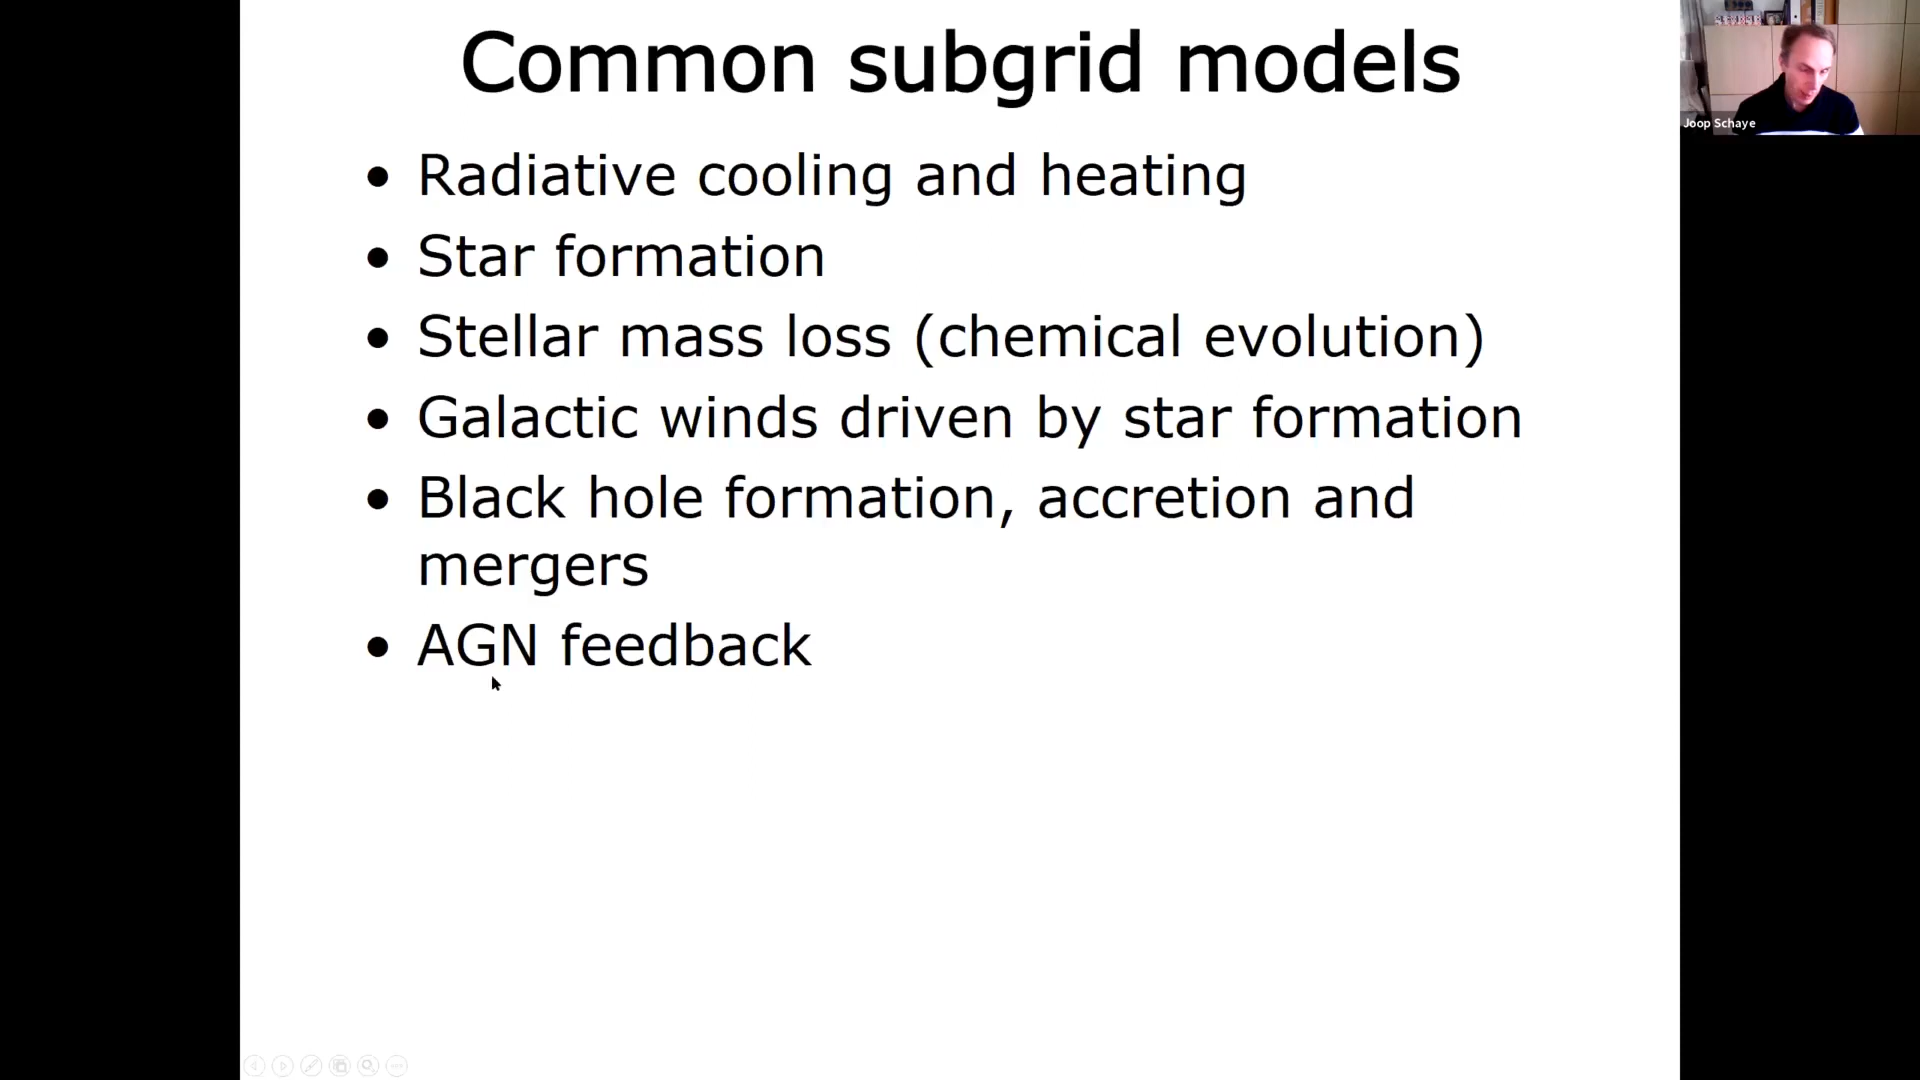 Common subgrid models
Joop Schaye
• Radiative cooling and heating
• Star formation
• Stellar mass loss (chemical evolution)
• Galactic winds driven by star formation
• Black hole formation, accretion and
mergers
• AGN feedback